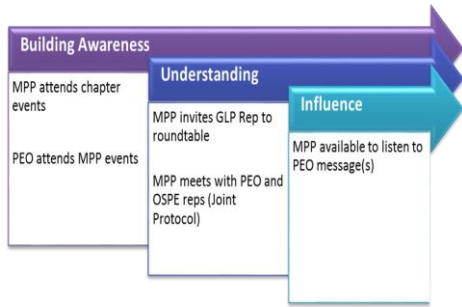 Building Awareness
MPP attends chapter
events
PEO attends MPP events
Understanding
MPP invites GLP Rep to
roundtable
MPP meets with PEO and
OSPE reps (Joint
Protocol)
Influence
MPP available to listen to
PEO message(s)